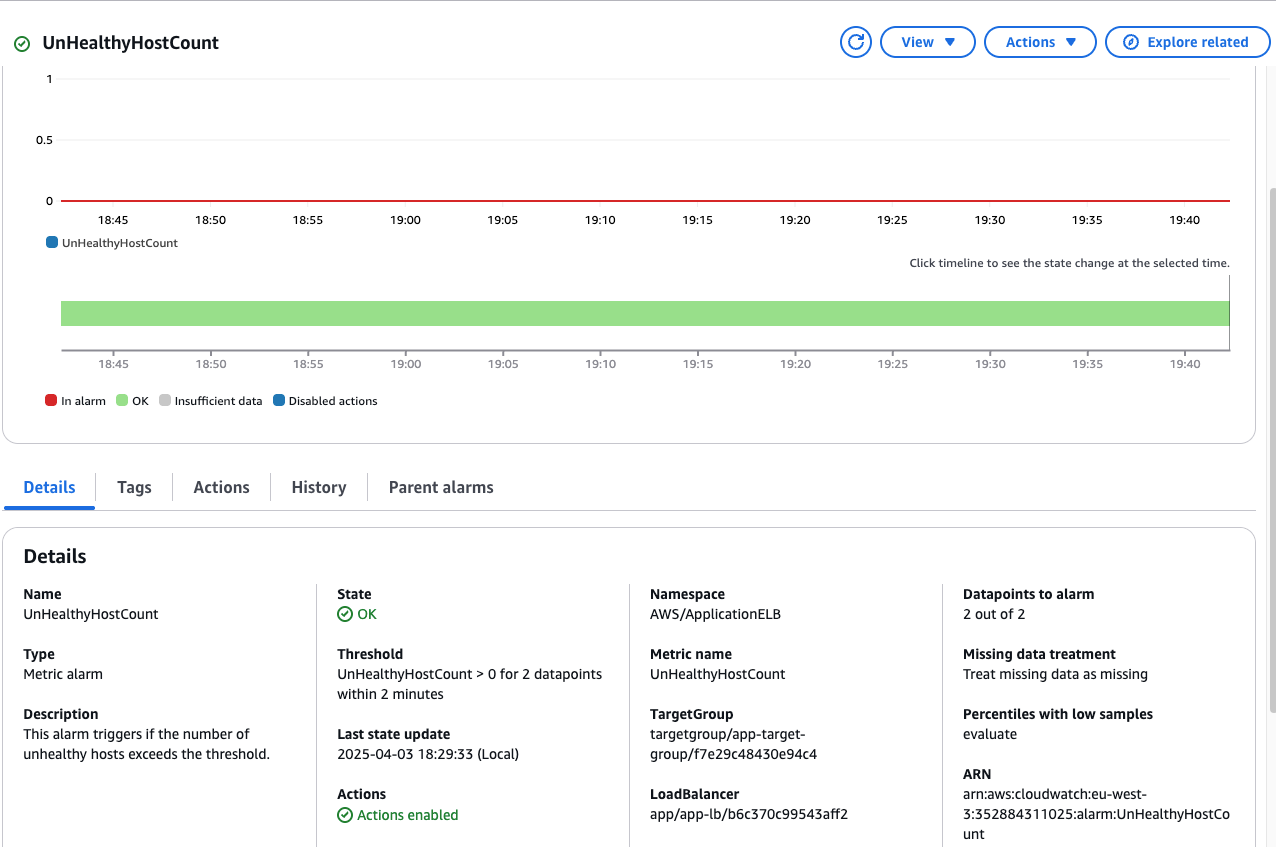 UnHealthyHostCount
View
Actions
Explore related
1
0.5
0
18:45 18:50 18:55 19:00 19:05 19:10 19:15 19:20 19:25 19:30 19:35 19:40
UnHealthyHostCount
Click timeline to see the state change at the selected time.
18:45 18:50 18:55 19:00 19:05 19:10 19:15 19:20 19:25 19:30 19:35 19:40
In alarm OK Insufficient data Disabled actions
Details Tags Actions History Parent alarms
Details
Name
UnHealthyHostCount
Type
Metric alarm
Description
This alarm triggers if the number of
unhealthy hosts exceeds the threshold.
State
OK
Threshold
UnHealthyHostCount > 0 for 2 datapoints
within 2 minutes
Last state update
2025-04-03 18:29:33 (Local)
Actions
Actions enabled
Namespace
AWS/ApplicationELB
Metric name
UnHealthyHostCount
TargetGroup
targetgroup/app-target-
group/f7e29c48430e94c4
LoadBalancer
app/app-lb/b6c370c99543aff2
Datapoints to alarm
2 out of 2
Missing data treatment
Treat missing data as missing
Percentiles with low samples
evaluate
ARN
arn:aws:cloudwatch:eu-west-
3:352884311025:alarm:UnHealthyHostCo
unt